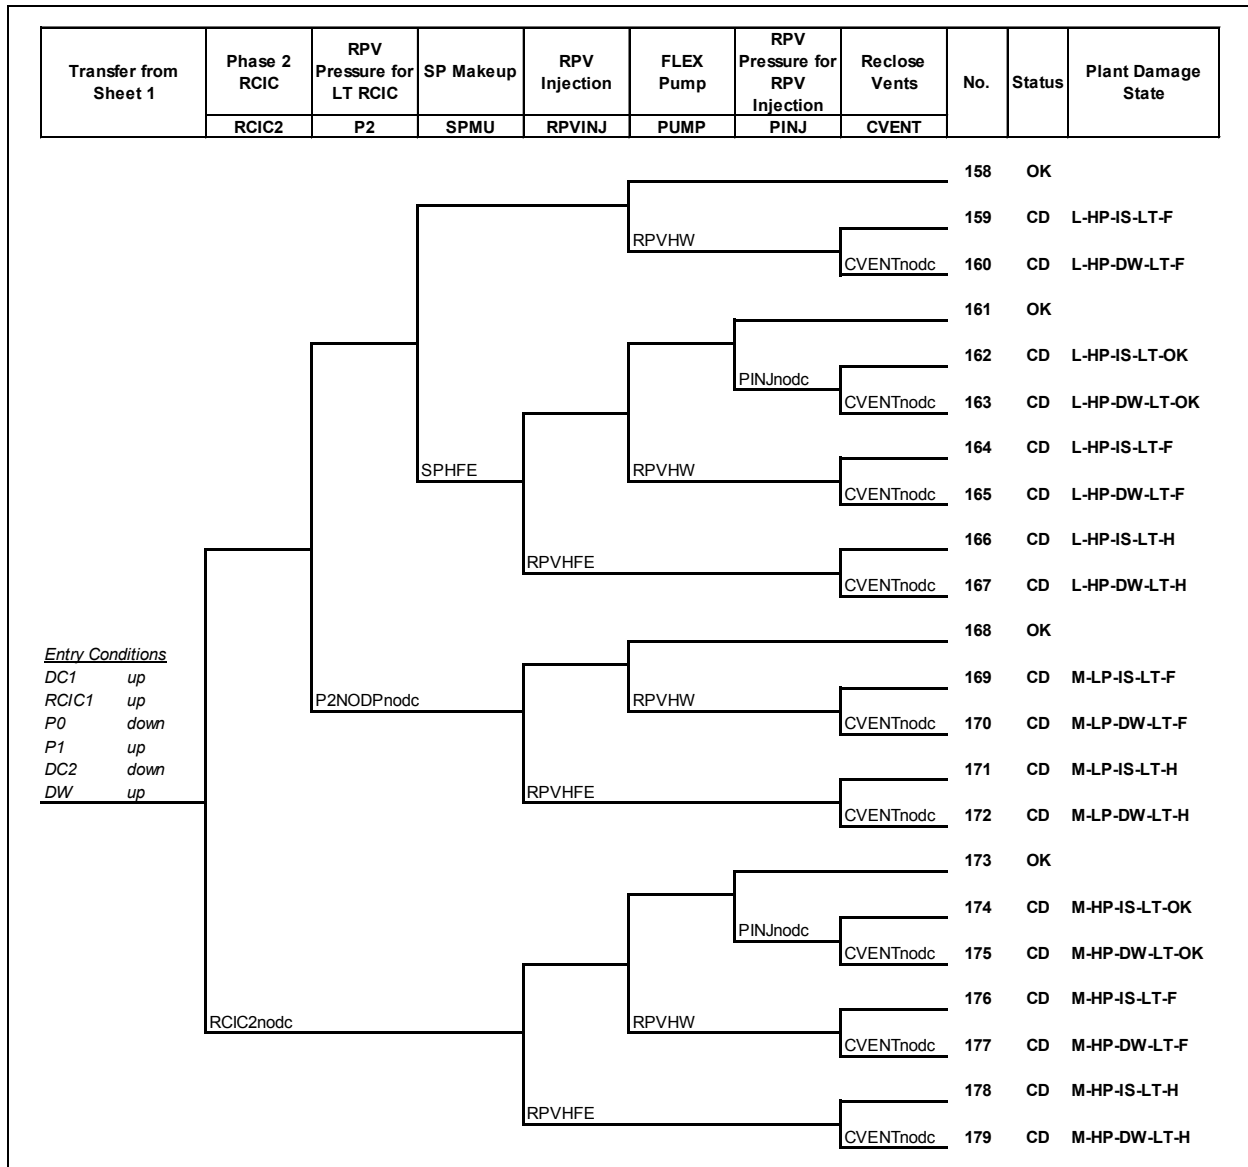 Transfer from
Sheet 1
Phase 2
RCIC
RPV
Pressure for
LT RCIC
SP Makeup
RPV
Injection
FLEX
Pump
RPV
Pressure for
RPV
Injection
Reclose
Vents
No.
Status
Plant Damage
State
RCIC2 P2 SPMU RPVINJ PUMP PINJ CVENT
158 OK
159 CD L-HP-IS-LT-F
RPVHW
CVENTnodc 160 CD L-HP-DW-LT-F
161 OK
162 CD L-HP-IS-LT-OK
PINJnodc
CVENTnodc 163 CD L-HP-DW-LT-OK
164 CD L-HP-IS-LT-F
SPHFE RPVHW
CVENTnodc 165 CD L-HP-DW-LT-F
166 CD L-HP-IS-LT-H
RPVHFE
CVENTnodc 167 CD L-HP-DW-LT-H
168 OK
Entry Conditions
DC1 up
169 CD M-LP-IS-LT-F
RCIC1 up
P2NODPnodc RPVHW
P0 down
CVENTnodc 170 CD M-LP-DW-LT-F
P1 up
DC2 down
171 CD M-LP-IS-LT-H
DW up
RPVHFE
CVENTnodc 172 CD M-LP-DW-LT-H
173 OK
174 CD M-HP-IS-LT-OK
PINJnodc
CVENTnodc 175 CD M-HP-DW-LT-OK
176 CD M-HP-IS-LT-F
RCIC2nodc RPVHW
CVENTnodc 177 CD M-HP-DW-LT-F
178 CD M-HP-IS-LT-H
RPVHFE
CVENTnodc 179 CD M-HP-DW-LT-H